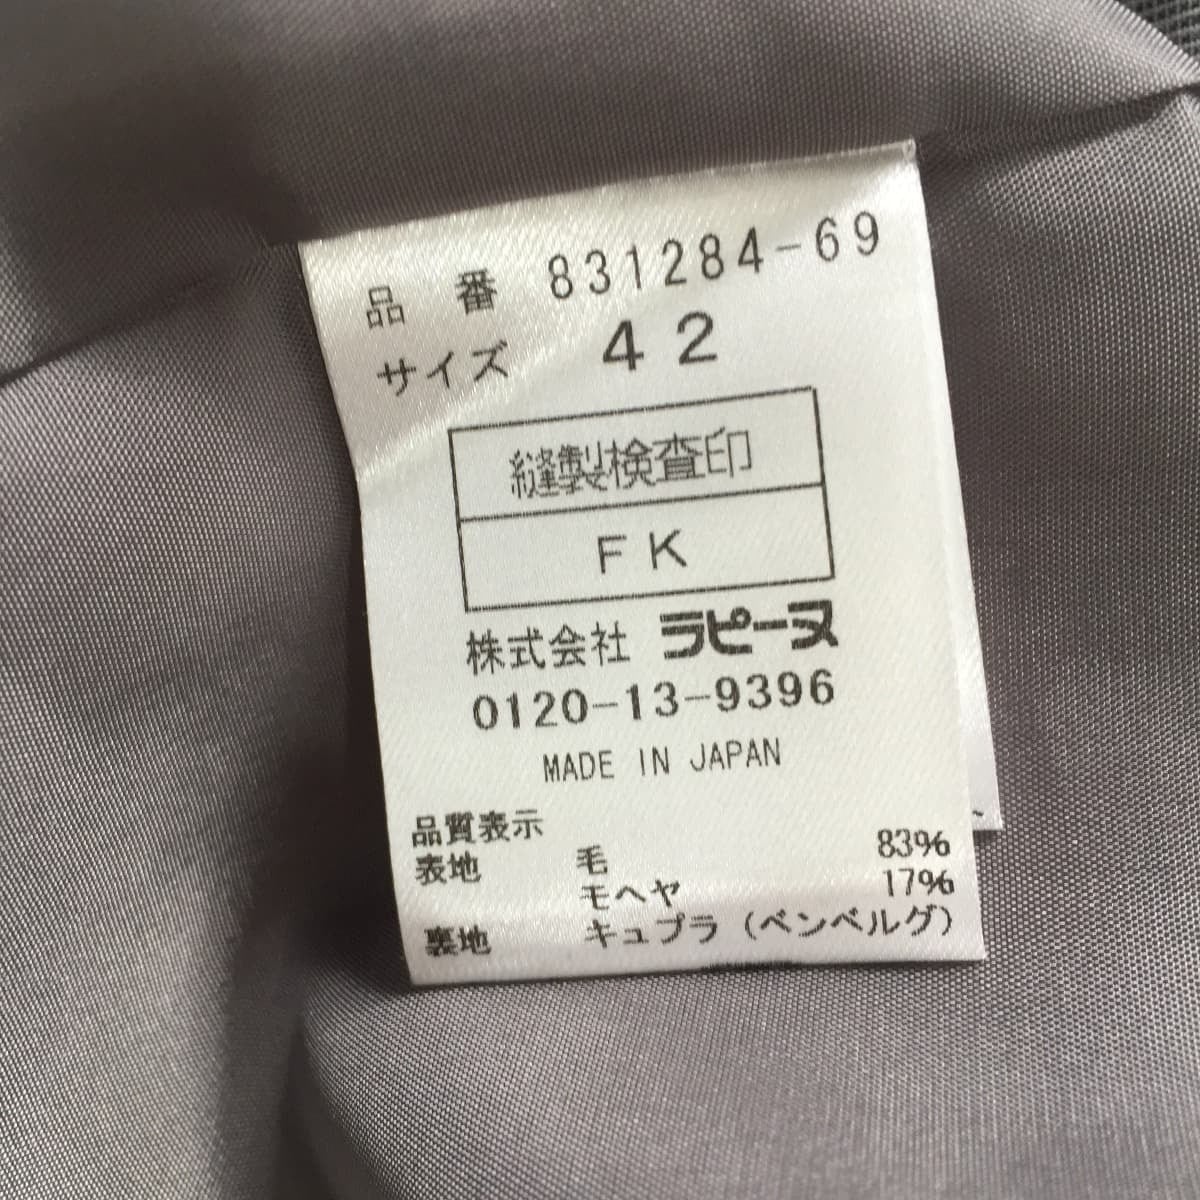 品 番 831284-69
サイズ 42
縫製検査印
FK
株式会社 ラピーヌ
0120-13-9396
MADE IN JAPAN
品質表示
表地 毛 83%
モヘヤ 17%
裏地 キュプラ (ベンベルグ)